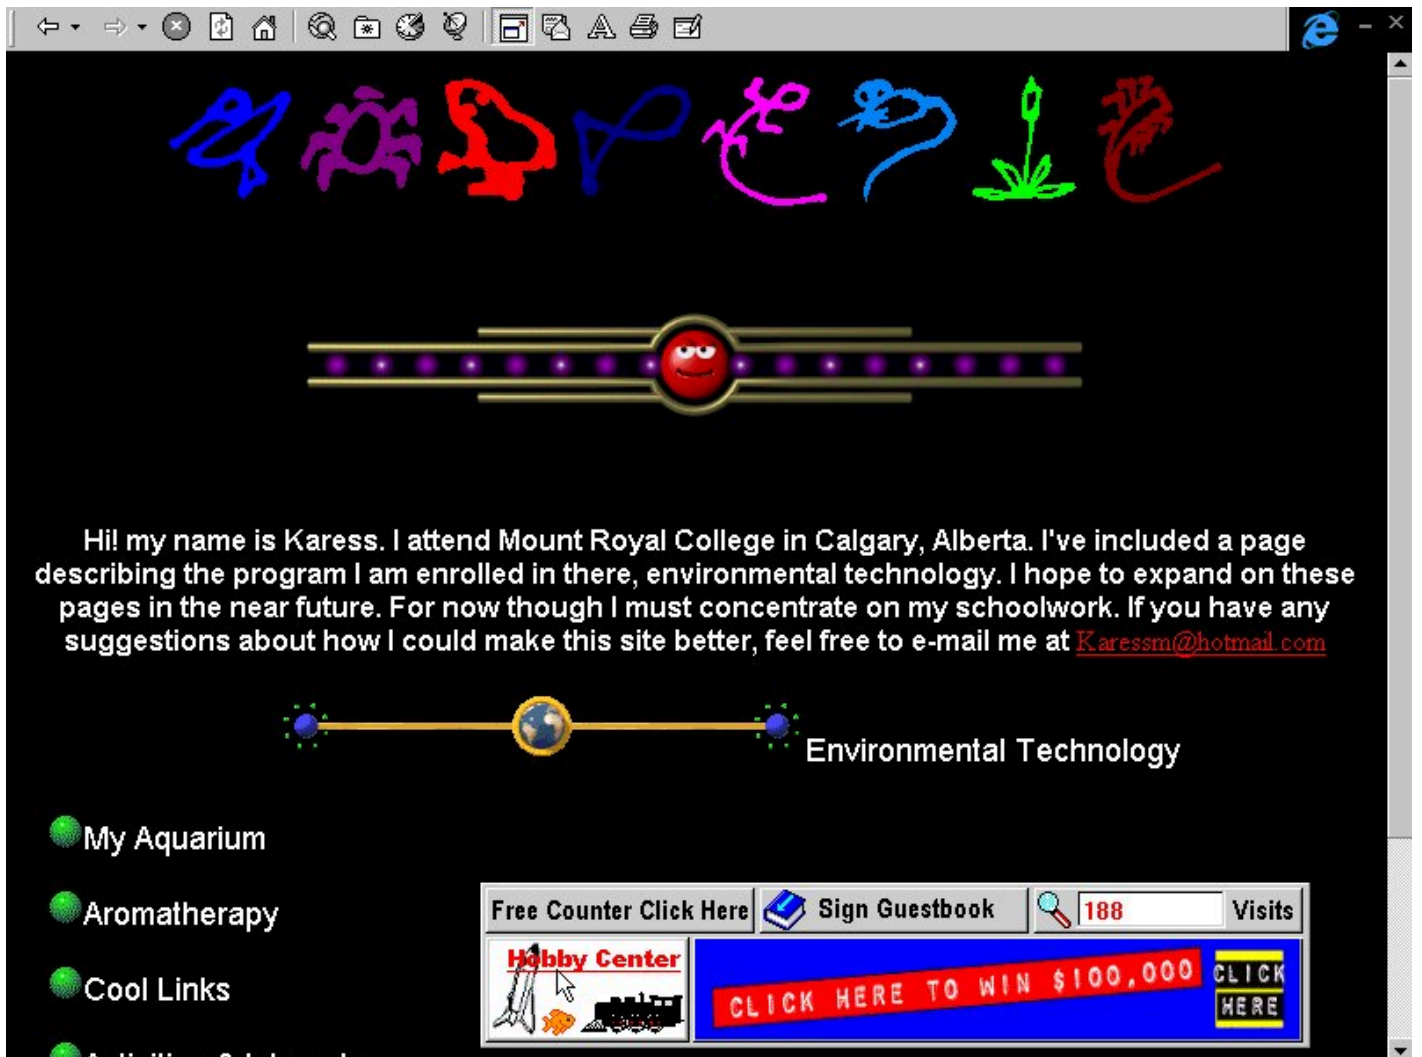 Hi! my name is Karess. I attend Mount Royal College in Calgary, Alberta. I've included a page
describing the program I am enrolled in there, environmental technology. I hope to expand on these
pages in the near future. For now though I must concentrate on my schoolwork. If you have any
suggestions about how I could make this site better, feel free to e-mail me at Karessm@hotmail.com
Environmental Technology
My Aquarium
Aromatherapy
Cool Links
Free Counter Click Here
Sign Guestbook
188 Visits
Hobby Center
CLICK HERE TO WIN $100,000
CLICK
HERE